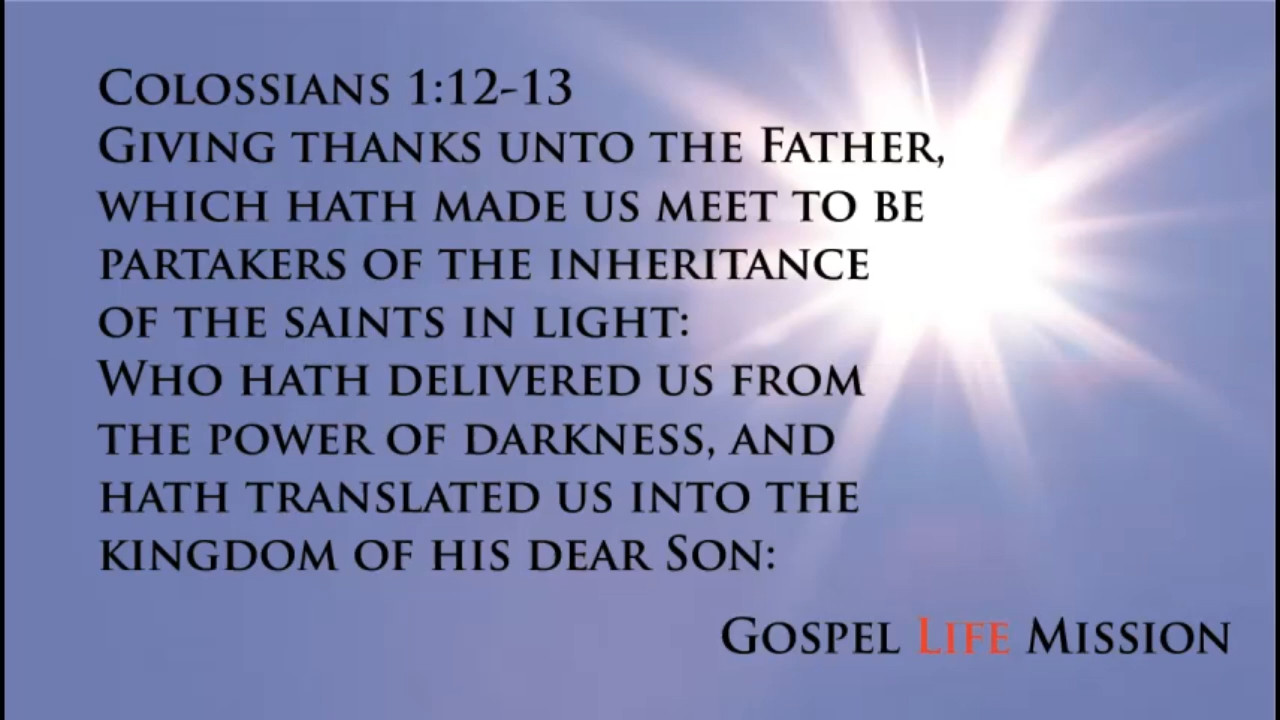 Colossians 1:12-13
Giving thanks unto the Father,
which hath made us meet to be
partakers of the inheritance
of the saints in light:
Who hath delivered us from
the power of darkness, and
hath translated us into the
kingdom of his dear Son:
Gospel Life Mission